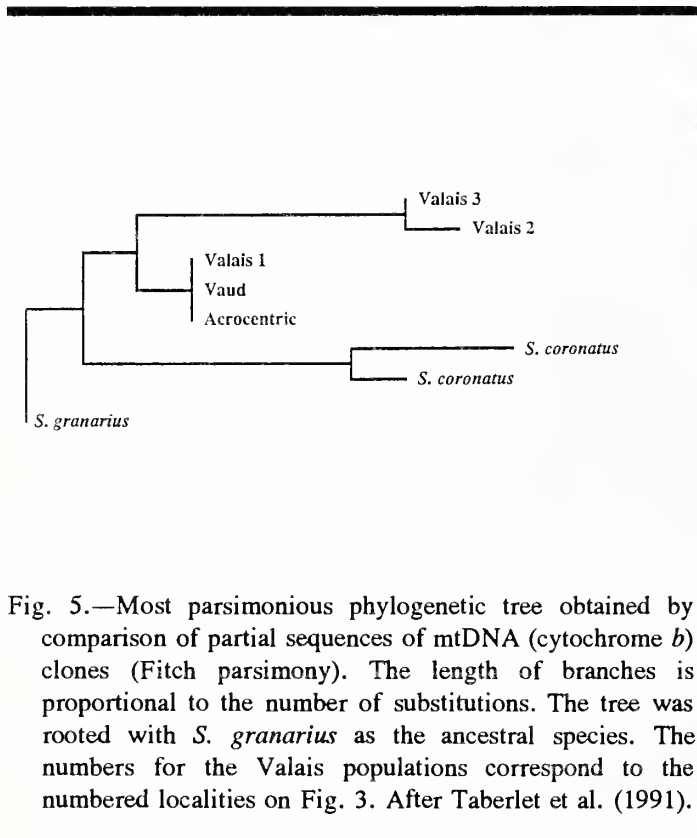 Valais 3
Valais 2
Valais 1
Vaud
Acrocentric
S. coronatus
S. coronatus
S. granarius
Fig. 5.—Most parsimonious phylogenetic tree obtained by
comparison of partial sequences of mtDNA (cytochrome b)
clones (Fitch parsimony). The length of branches is
proportional to the number of substitutions. The tree was
rooted with S. granarius as the ancestral species. The
numbers for the Valais populations correspond to the
numbered localities on Fig. 3. After Taberlet et al. (1991).